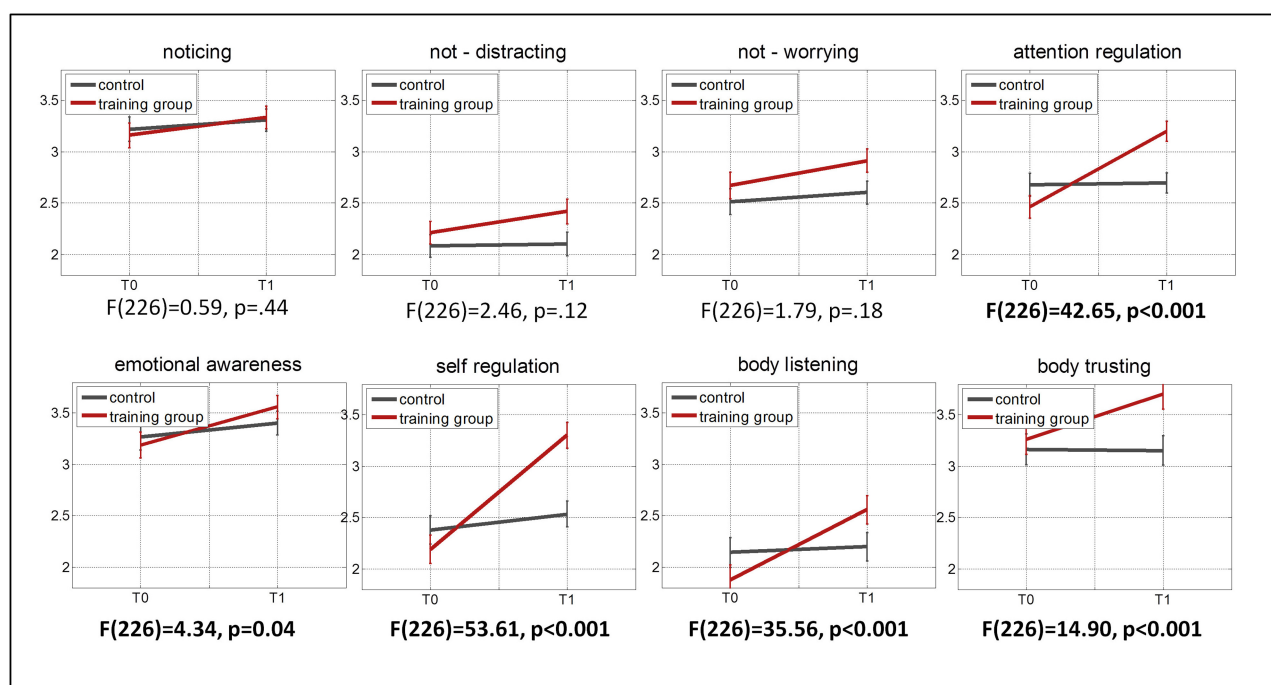 noticing
control
training group
3.5
3
2.5
2
T0
T1
F(226)=0.59, p=.44
not - distracting
control
training group
3.5
3
2.5
2
T0
T1
F(226)=2.46, p=.12
not - worrying
control
training group
3.5
3
2.5
2
T0
T1
F(226)=1.79, p=.18
attention regulation
control
training group
3.5
3
2.5
2
T0
T1
F(226)=42.65, p<0.001
emotional awareness
control
training group
3.5
3
2.5
2
T0
T1
F(226)=4.34, p=0.04
self regulation
control
training group
3.5
3
2.5
2
T0
T1
F(226)=53.61, p<0.001
body listening
control
training group
3.5
3
2.5
2
T0
T1
F(226)=35.56, p<0.001
body trusting
control
training group
3.5
3
2.5
2
T0
T1
F(226)=14.90, p<0.001